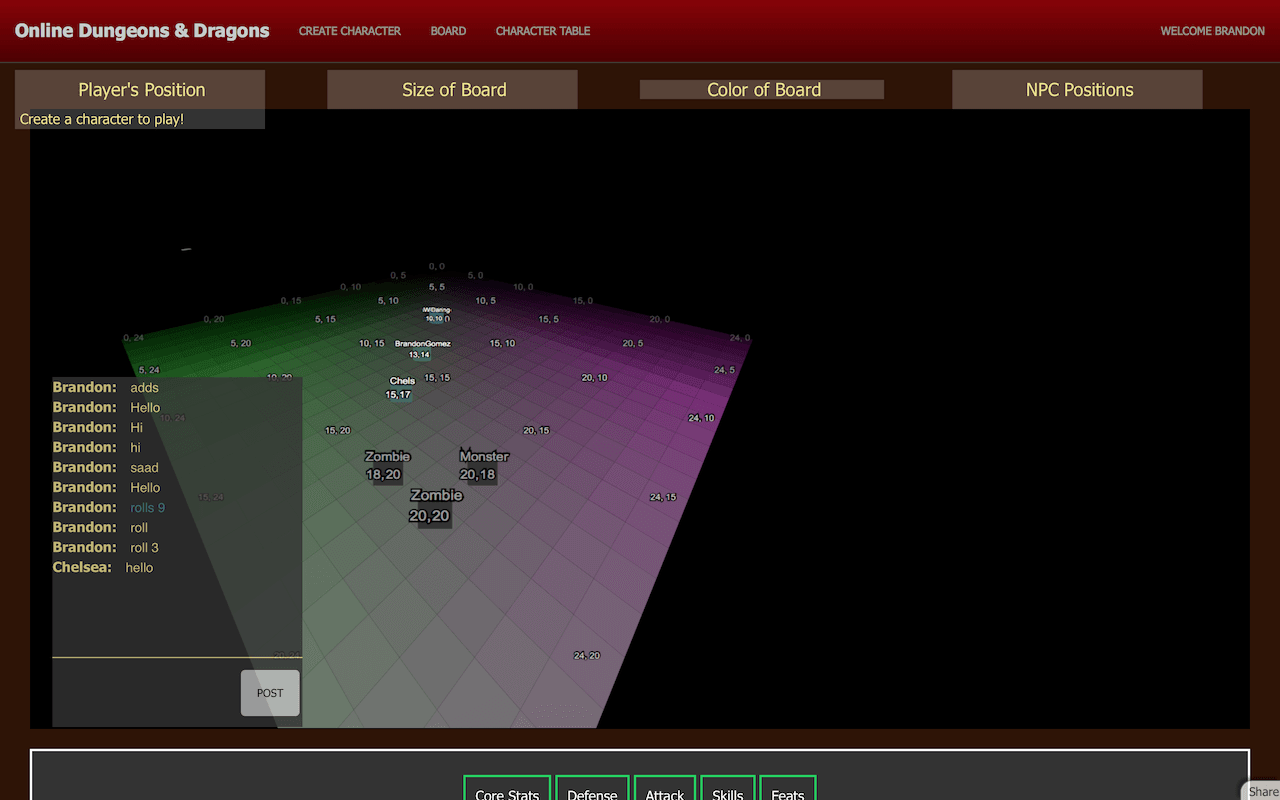 Online Dungeons & Dragons CREATE CHARACTER BOARD CHARACTER TABLE WELCOME BRANDON
Player's Position Size of Board Color of Board NPC Positions
Create a character to play!
0, 0
0, 5 5, 0
0, 10 5, 5 10, 0
0, 15 5, 10 10, 5 15, 0
0, 20 5, 15 10,10 15, 5 20, 0
0, 24 5, 20 10, 15 BrandonGomez 15, 10 20, 5 24, 0
13, 14
5, 24 24, 5
10, 20 Chels 15, 15 20, 10
15,17
Brandon: adds
Brandon: Hello
10, 24 24, 10
Brandon: Hi 15, 20 20, 15
Brandon: hi
Zombie Monster
Brandon: saad 18,20 20,18
Brandon: Hello Zombie
15, 24 24, 15
Brandon: rolls 9 20,20
Brandon: roll
Brandon: roll 3
Chelsea: hello
24, 20
POST
Core Stats Defense Attack Skills Feats
Share